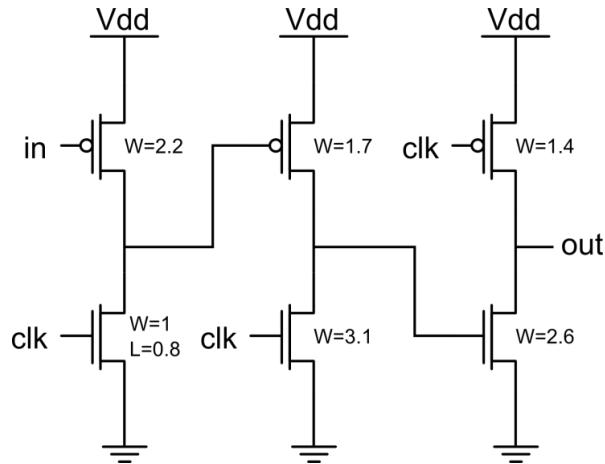 Vdd Vdd Vdd
in W=2.2 W=1.7 clk W=1.4
out
clk W=1 clk W=3.1 W=2.6
L=0.8